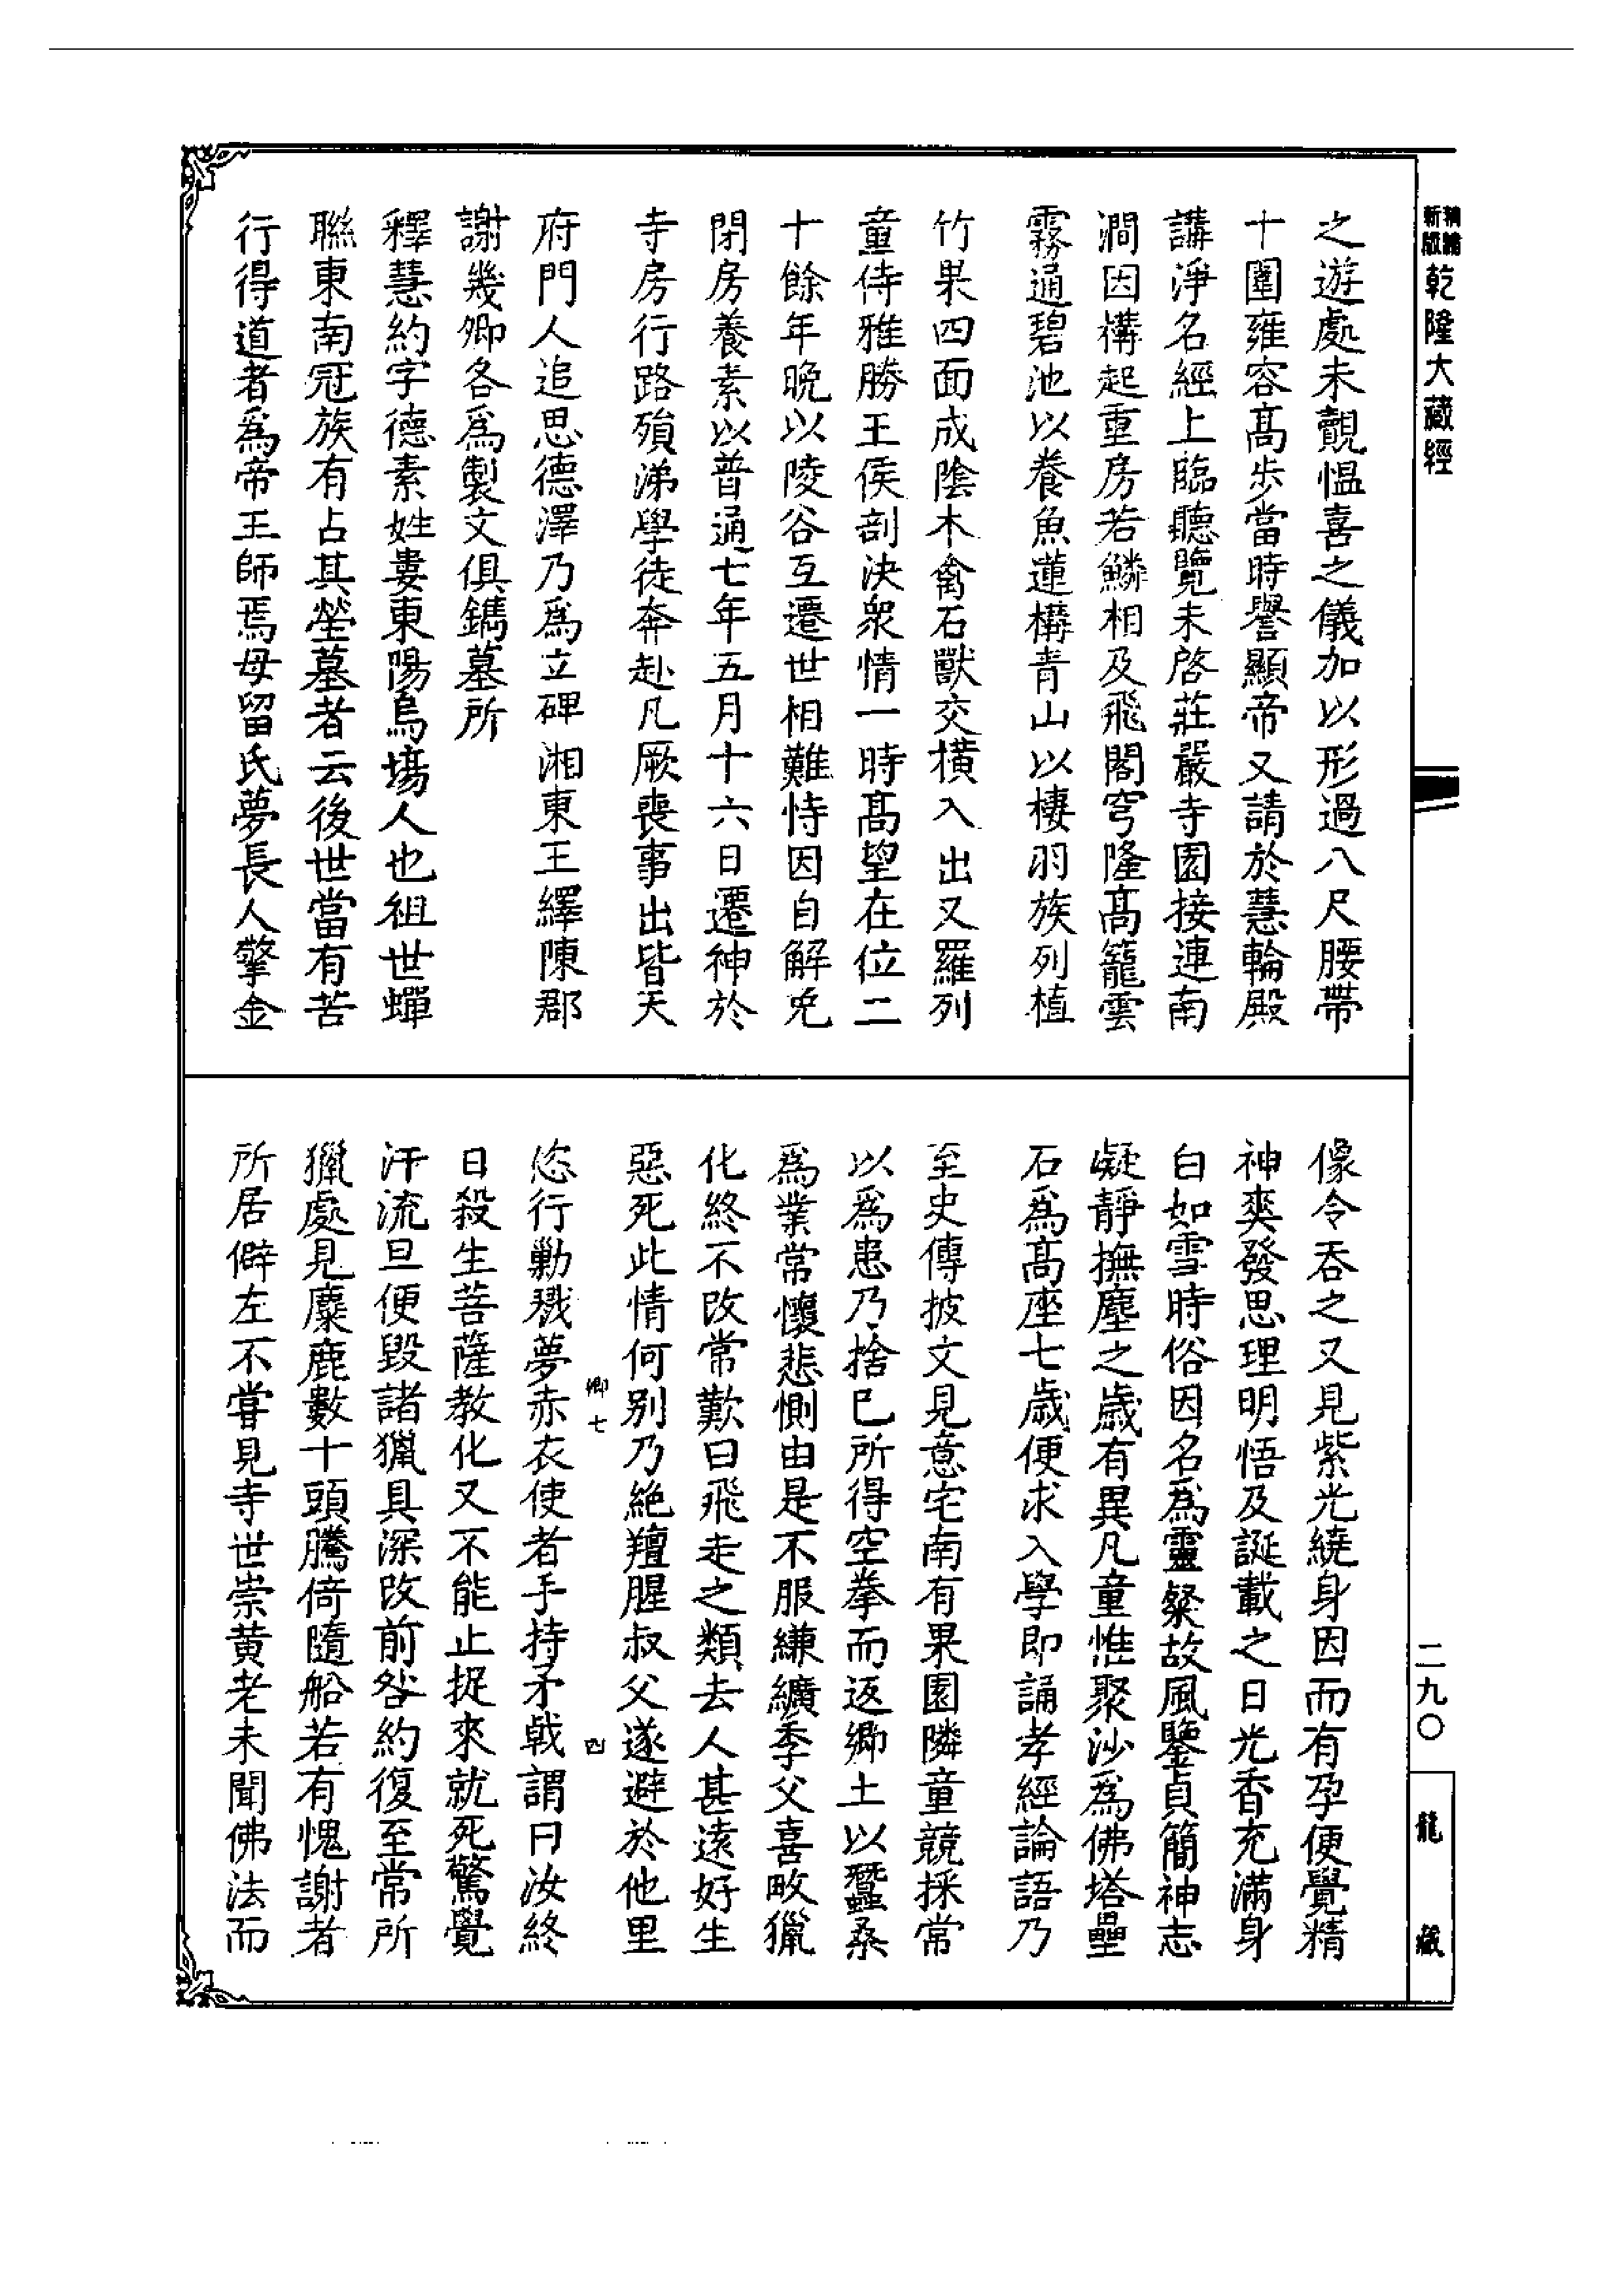 精繪新版
乾隆大藏經
之遊處未覿慍喜之儀加以形過八尺腰帶
十圍雍容高步當時譽顯帝又請於慧輪殿
講淨名經上臨聽覽未啓莊嚴寺園接連南
澗因構起重房若鱗相及飛閣穹隆高籠雲
霧通碧池以養魚蓮構青山以棲羽族列植
竹果四面成陰木禽石獸交橫入出又羅列
童侍雅勝王侯剖決衆情一時高望在位二
十餘年晚以陵谷互遷世相難恃因自解免
閉房養素以普通七年五月十六日遷神於
寺房行路殞涕學徒奔赴凡厥喪事出皆天
府門人追思德澤乃爲立碑湘東王繹陳郡
謝幾卿各爲製文俱鐫墓所
釋慧約字德素姓婁東陽烏塲人也祖世蟬
聯東南冠族有占其塋墓者云後世當有苦
行得道者爲帝王師焉母留氏夢長人擎金
像令吞之又見紫光繞身因而有孕便覺精
神爽發思理明悟及誕載之日光香充滿身
白如雪時俗因名爲靈粲故風鑒貞簡神志
凝靜撫塵之歲有異凡童惟聚沙爲佛塔壘
石爲高座七歲便求入學即誦孝經論語乃
至史傳披文見意宅南有果園隣童競採常
以爲患乃捨已所得空拳而返鄉土以蠶桑
爲業常懷悲惻由是不服縑纊季父喜畋獵
化終不改常歎曰飛走之類去人甚遠好生
惡死此情何別乃絶羶腥叔父遂避於他里
卿七
四
恣行勦戮夢赤衣使者手持矛戟謂曰汝終
日殺生菩薩教化又不能止捉來就死驚覺
汗流旦便毀諸獵具深改前咎約復至常所
獵處見麋鹿數十頭騰倚隨船若有愧謝者
所居僻左不甞見寺世崇黃老未聞佛法而
二九〇
龍藏